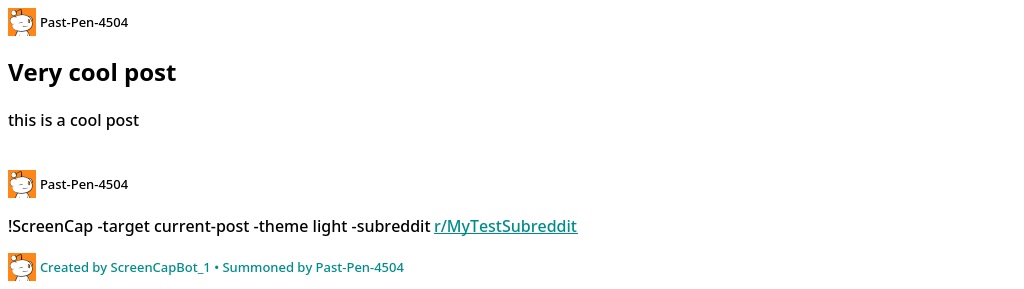 Past-Pen-4504
Very cool post
this is a cool post
Past-Pen-4504
!ScreenCap -target current-post -theme light -subreddit r/MyTestSubreddit
Created by ScreenCapBot_1 • Summoned by Past-Pen-4504